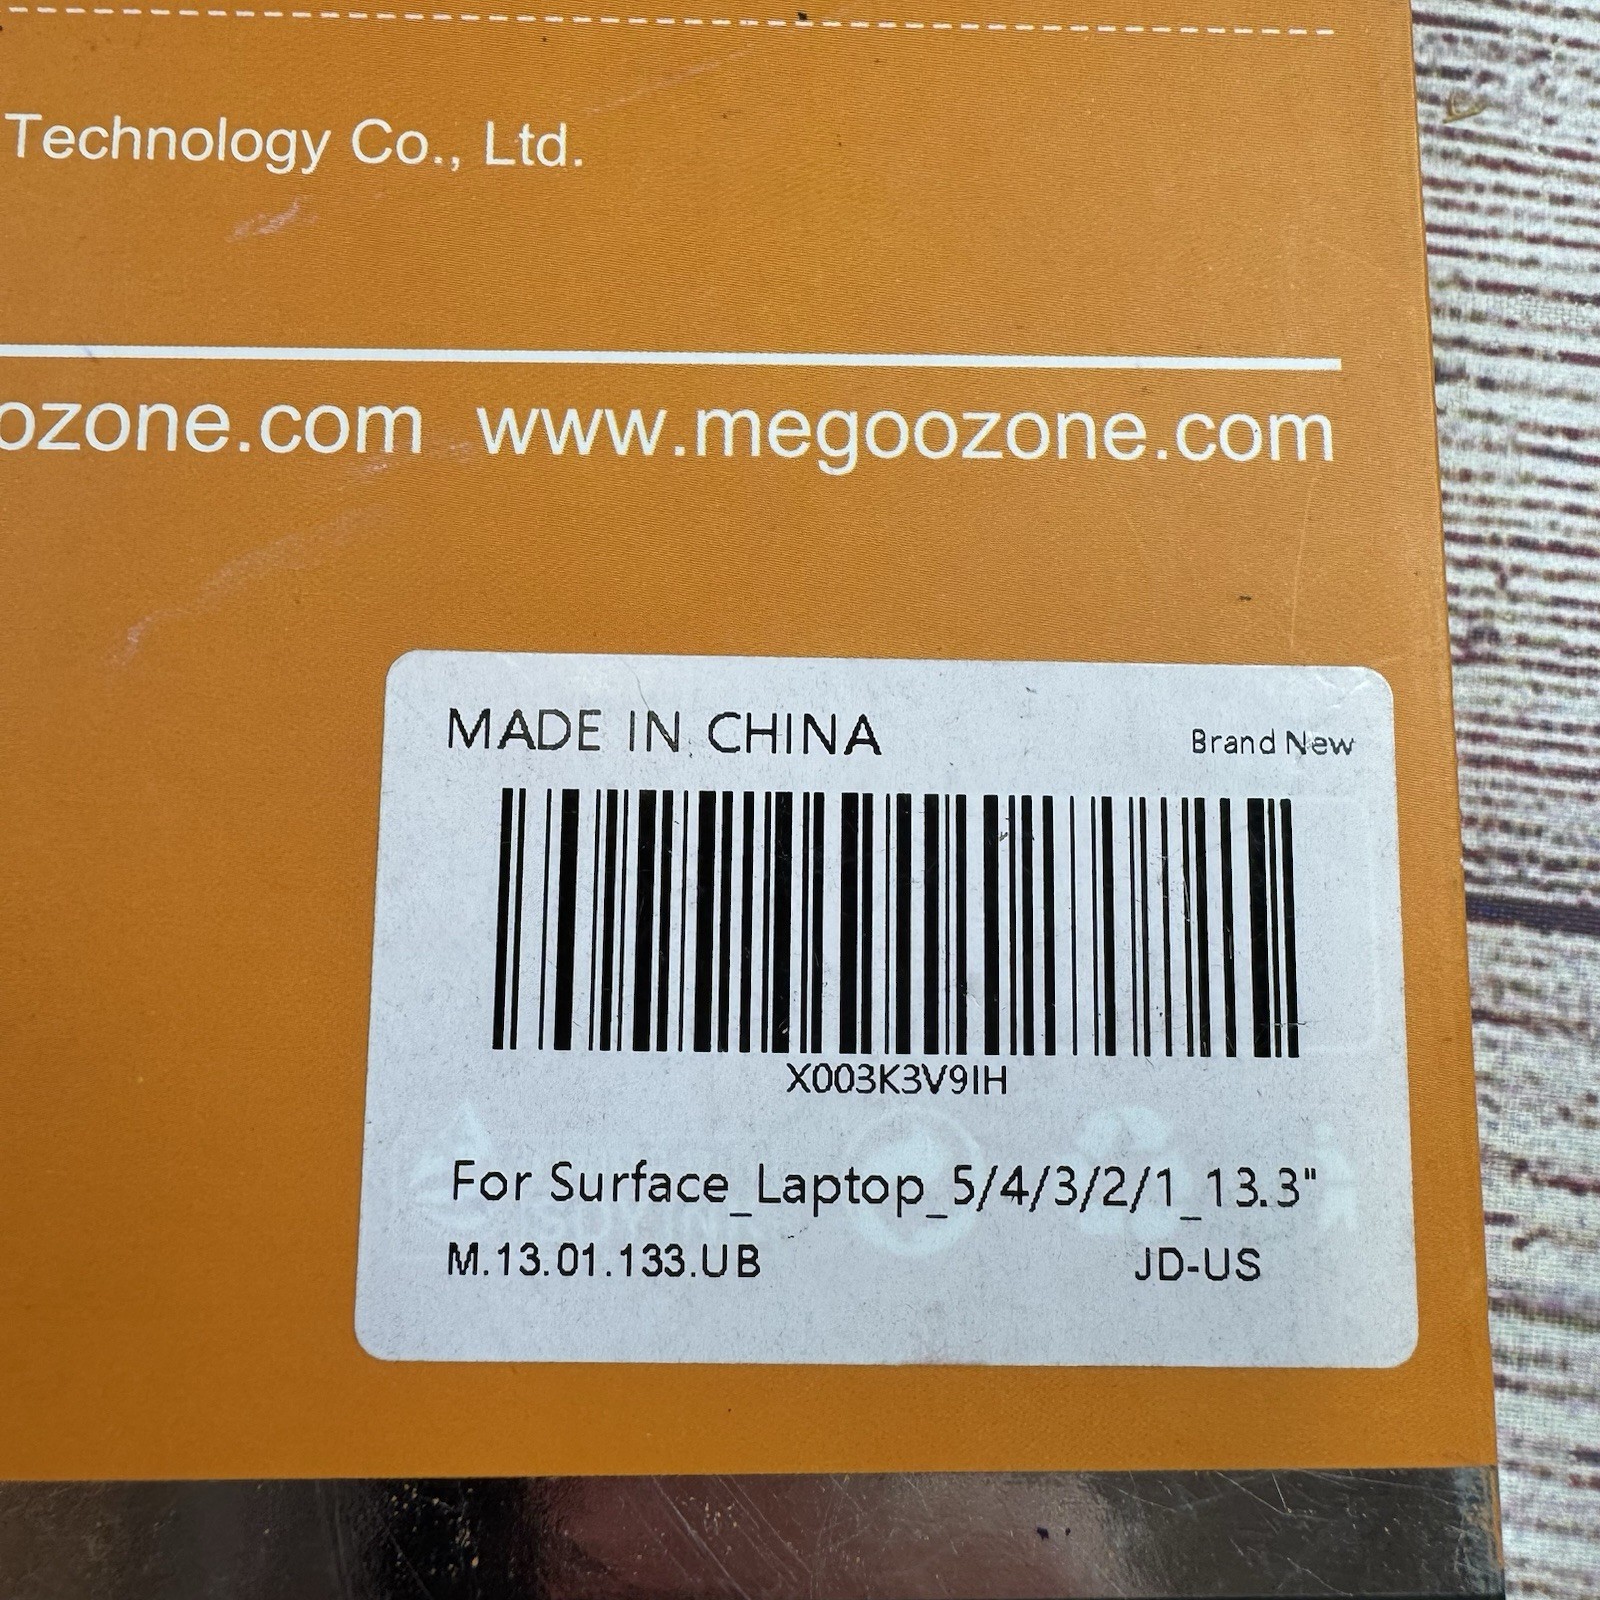 Technology Co., Ltd.
ozone.com www.megoozone.com
MADE IN CHINA
Brand New
X003K3V9IH
For Surface_Laptop_5/4/3/2/1_13.3"
M.13.01.133.UB
JD-US